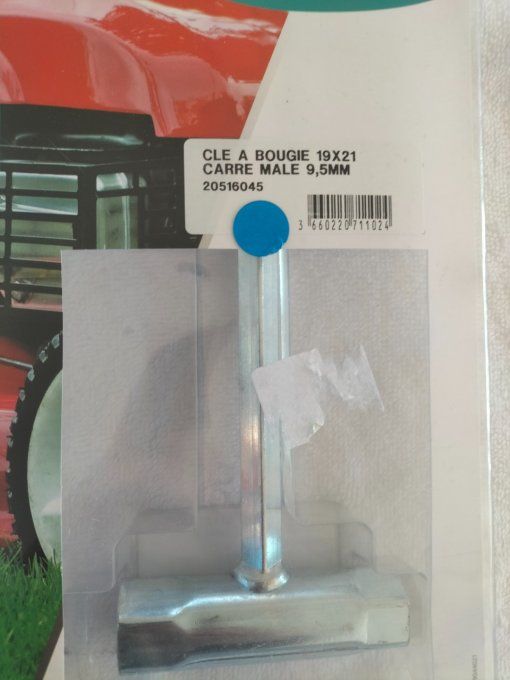 CLE A BOUGIE 19X21
CARRE MALE 9,5MM
20516045
3 660220 711024